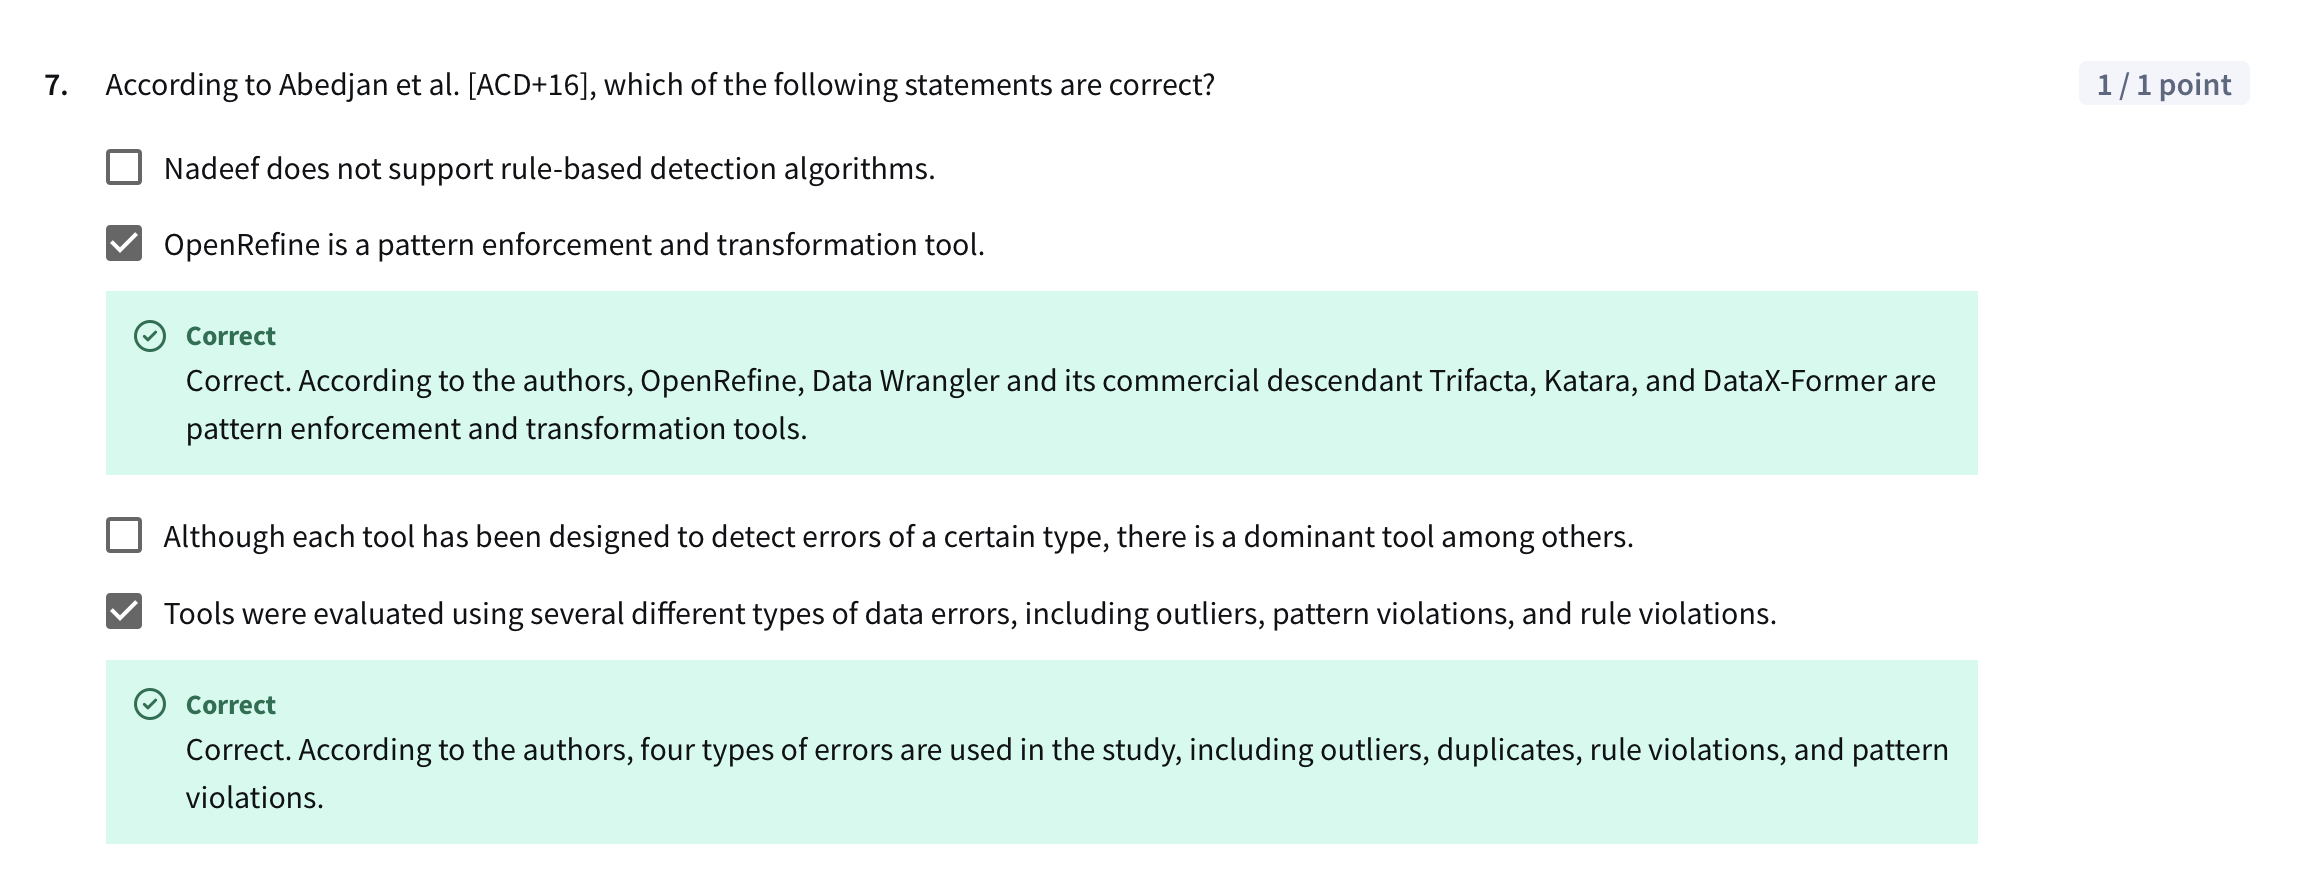 7. According to Abedjan et al. [ACD+16], which of the following statements are correct? 1 / 1 point
Nadeef does not support rule-based detection algorithms.
OpenRefine is a pattern enforcement and transformation tool.
Correct
Correct. According to the authors, OpenRefine, Data Wrangler and its commercial descendant Trifacta, Katara, and DataX-Former are
pattern enforcement and transformation tools.
Although each tool has been designed to detect errors of a certain type, there is a dominant tool among others.
Tools were evaluated using several different types of data errors, including outliers, pattern violations, and rule violations.
Correct
Correct. According to the authors, four types of errors are used in the study, including outliers, duplicates, rule violations, and pattern
violations.